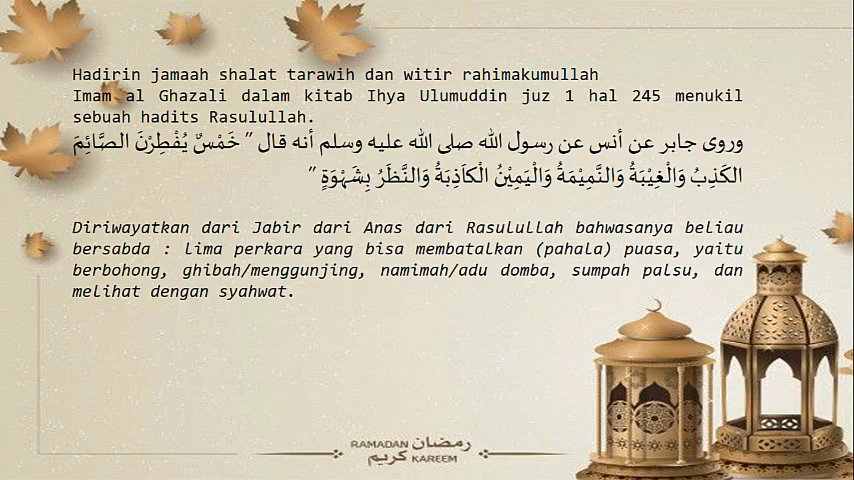 Hadirin jamaah shalat tarawih dan witir rahimakumullah
Imam al Ghazali dalam kitab Ihya Ulumuddin juz 1 hal 245 menukil
sebuah hadits Rasulullah.
وروى جابر عن أنس عن رسول الله صلى الله عليه وسلم أنه قال " خَمْسٌ يُفْطِرْنَ الصَّائِمَ
الكَذِبُ وَالْغِيْبَةُ وَالنَّمِيْمَةُ وَالْيَمِيْنُ الْكاَذِبَةُ وَالنَّظَرُ بِشَهْوَةٍ "
Diriwayatkan dari Jabir dari Anas dari Rasulullah bahwasanya beliau
bersabda : lima perkara yang bisa membatalkan (pahala) puasa, yaitu
berbohong, ghibah/menggunjing, namimah/adu domba, sumpah palsu, dan
melihat dengan syahwat.
RAMADAN رمضان
كريم KAREEM